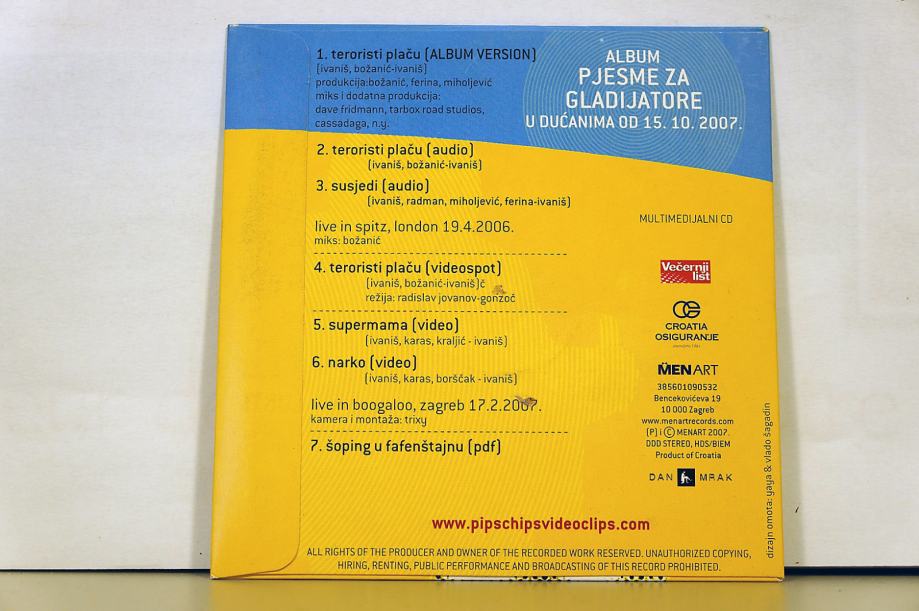 1. teroristi plaču (ALBUM VERSION)
(ivaniš, božanić-ivaniš)
produkcija:božanić, ferina, miholjević
miks i dodatna produkcija:
dave fridmann, tarbox road studios,
cassadaga, n.y.
ALBUM
PJESME ZA
GLADIJATORE
U DUĆANIMA OD 15. 10. 2007.
2. teroristi plaču (audio)
(ivaniš, božanić-ivaniš)
3. susjedi (audio)
(ivaniš, radman, miholjević, ferina-ivaniš)
live in spitz, london 19.4.2006.
miks: božanić
4. teroristi plaču (videospot)
(ivaniš, božanić-ivaniš)č
režija: radislav jovanov-gonzoč
5. supermama (video)
(ivaniš, karas, kraljić - ivaniš)
6. narko (video)
(ivaniš, karas, borščak - ivaniš)
live in boogaloo, zagreb 17.2.2007.
kamera i montaža: trixy
7. šoping u fafenštajnu (pdf)
MULTIMEDIJALNI CD
Večernji
list
CROATIA
OSIGURANJE
MENART
385601090532
Bencekovićeva 19
10 000 Zagreb
www.menartrecords.com
(P) i © MENART 2007.
DDD STEREO, HDS/BIEM
Product of Croatia
DAN MRAK
dizajn omota: yaya & vlado šagadin
www.pipschipsvideoclips.com
ALL RIGHTS OF THE PRODUCER AND OWNER OF THE RECORDED WORK RESERVED. UNAUTHORIZED COPYING,
HIRING, RENTING, PUBLIC PERFORMANCE AND BROADCASTING OF THIS RECORD PROHIBITED.